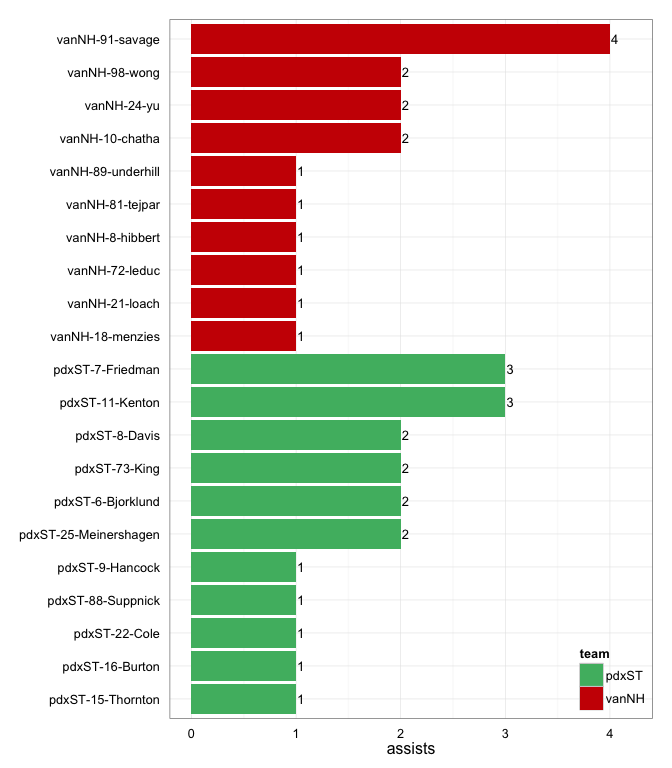 vanNH-91-savage 4
vanNH-98-wong 2
vanNH-24-yu 2
vanNH-10-chatha 2
vanNH-89-underhill 1
vanNH-81-tejpar 1
vanNH-8-hibbert 1
vanNH-72-leduc 1
vanNH-21-loach 1
vanNH-18-menzies 1
pdxST-7-Friedman 3
pdxST-11-Kenton 3
pdxST-8-Davis 2
pdxST-73-King 2
pdxST-6-Bjorklund 2
pdxST-25-Meinershagen 2
pdxST-9-Hancock 1
pdxST-88-Suppnick 1
pdxST-22-Cole 1
pdxST-16-Burton 1
pdxST-15-Thornton 1
team
pdxST
vanNH
0 1 2 3 4
assists